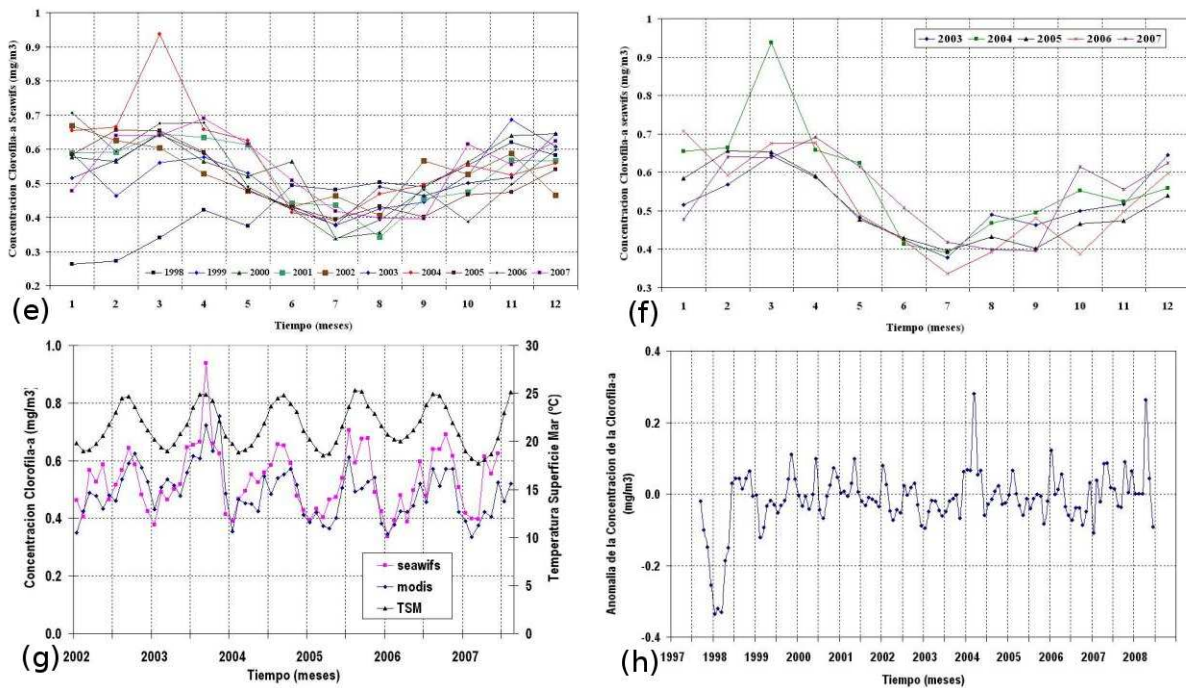 Concentracion Clorofila-a Seawifs (mg/m3)
1
0.9
0.8
0.7
0.6
0.5
0.4
0.3
0.2
1998 1999 2000 2001 2002 2003 2004 2005 2006 2007
1 2 3 4 5 6 7 8 9 10 11 12
Tiempo (meses)
(e)
Concentracion Clorofila-a seawifs (mg/m3)
1
0.9
0.8
0.7
0.6
0.5
0.4
0.3
2003 2004 2005 2006 2007
1 2 3 4 5 6 7 8 9 10 11 12
Tiempo (meses)
(f)
Concentracion Clorofila-a (mg/m3)
1.0
0.8
0.6
0.4
0.2
0.0
30
25
20
15
10
5
0
Temperatura Superficie Mar (ºC)
seawifs
modis
TSM
2002 2003 2004 2005 2006 2007
Tiempo (meses)
(g)
Anomalia de la Concentracion de la Clorofila-a
(mg/m3)
0.4
0.2
0.0
-0.2
-0.4
1997 1998 1999 2000 2001 2002 2003 2004 2005 2006 2007 2008
Tiempo (meses)
(h)